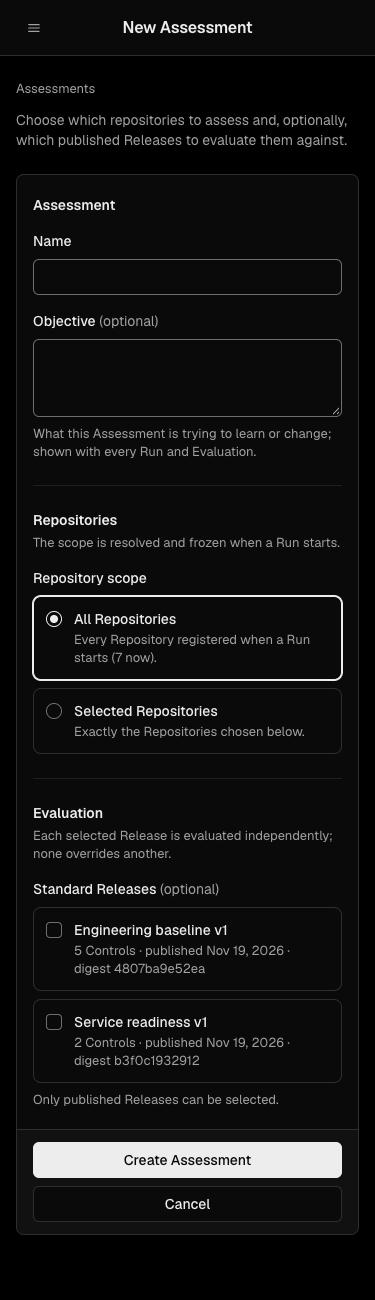 New Assessment
Assessments
Choose which repositories to assess and, optionally,
which published Releases to evaluate them against.
Assessment
Name
Objective (optional)
What this Assessment is trying to learn or change;
shown with every Run and Evaluation.
Repositories
The scope is resolved and frozen when a Run starts.
Repository scope
All Repositories
Every Repository registered when a Run
starts (7 now).
Selected Repositories
Exactly the Repositories chosen below.
Evaluation
Each selected Release is evaluated independently;
none overrides another.
Standard Releases (optional)
Engineering baseline v1
5 Controls · published Nov 19, 2026 ·
digest 4807ba9e52ea
Service readiness v1
2 Controls · published Nov 19, 2026 ·
digest b3f0c1932912
Only published Releases can be selected.
Create Assessment
Cancel